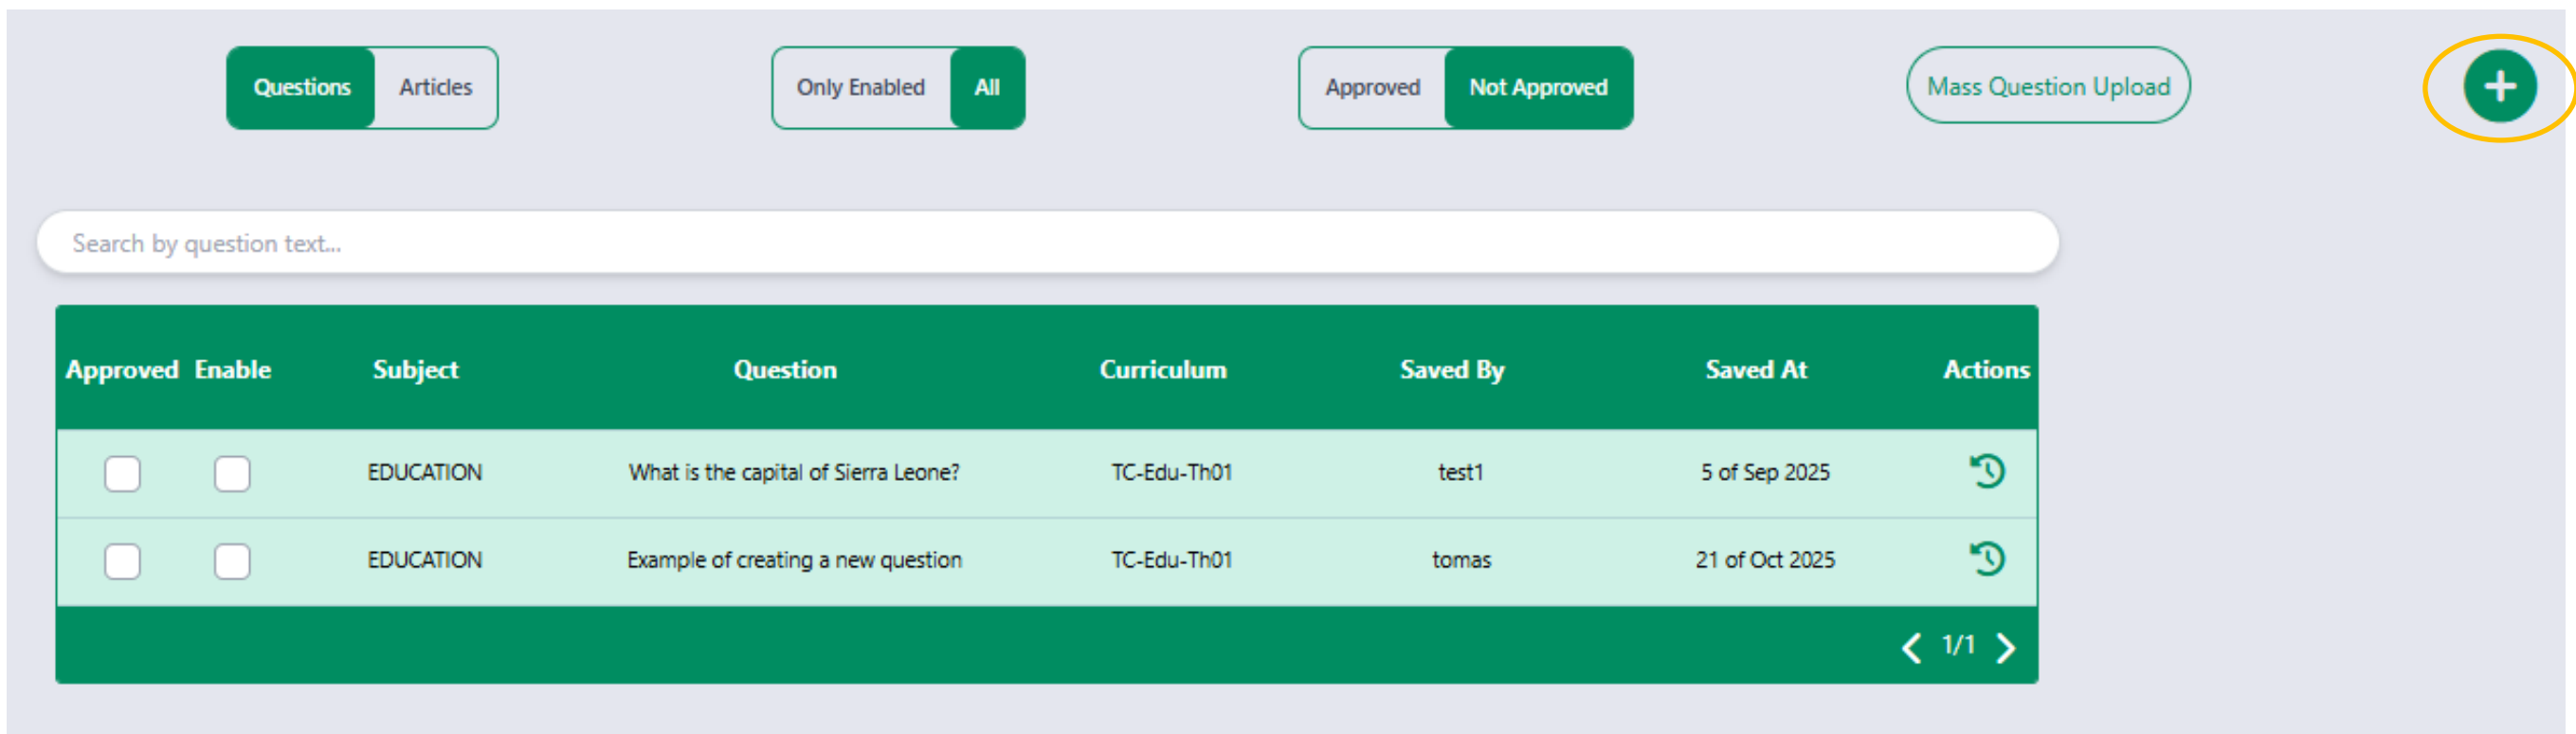 Questions Articles Only Enabled All Approved Not Approved Mass Question Upload +
Search by question text...
Approved Enable Subject Question Curriculum Saved By Saved At Actions
EDUCATION What is the capital of Sierra Leone? TC-Edu-Th01 test1 5 of Sep 2025
EDUCATION Example of creating a new question TC-Edu-Th01 tomas 21 of Oct 2025
1/1